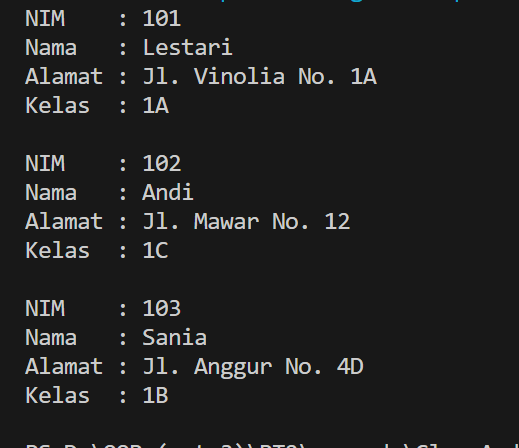 NIM    : 101
Nama   : Lestari
Alamat : Jl. Vinolia No. 1A
Kelas  : 1A

NIM    : 102
Nama   : Andi
Alamat : Jl. Mawar No. 12
Kelas  : 1C

NIM    : 103
Nama   : Sania
Alamat : Jl. Anggur No. 4D
Kelas  : 1B